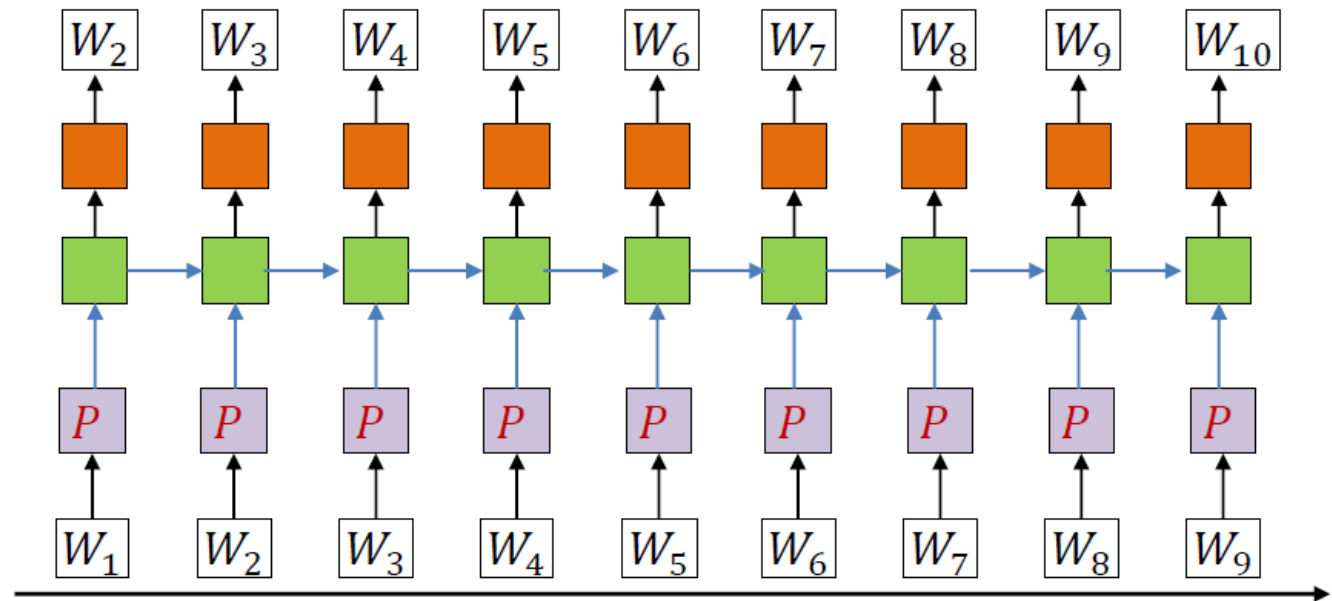 W₂ W₃ W₄ W₅ W₆ W₇ W₈ W₉ W₁₀
P P P P P P P P P
W₁ W₂ W₃ W₄ W₅ W₆ W₇ W₈ W₉